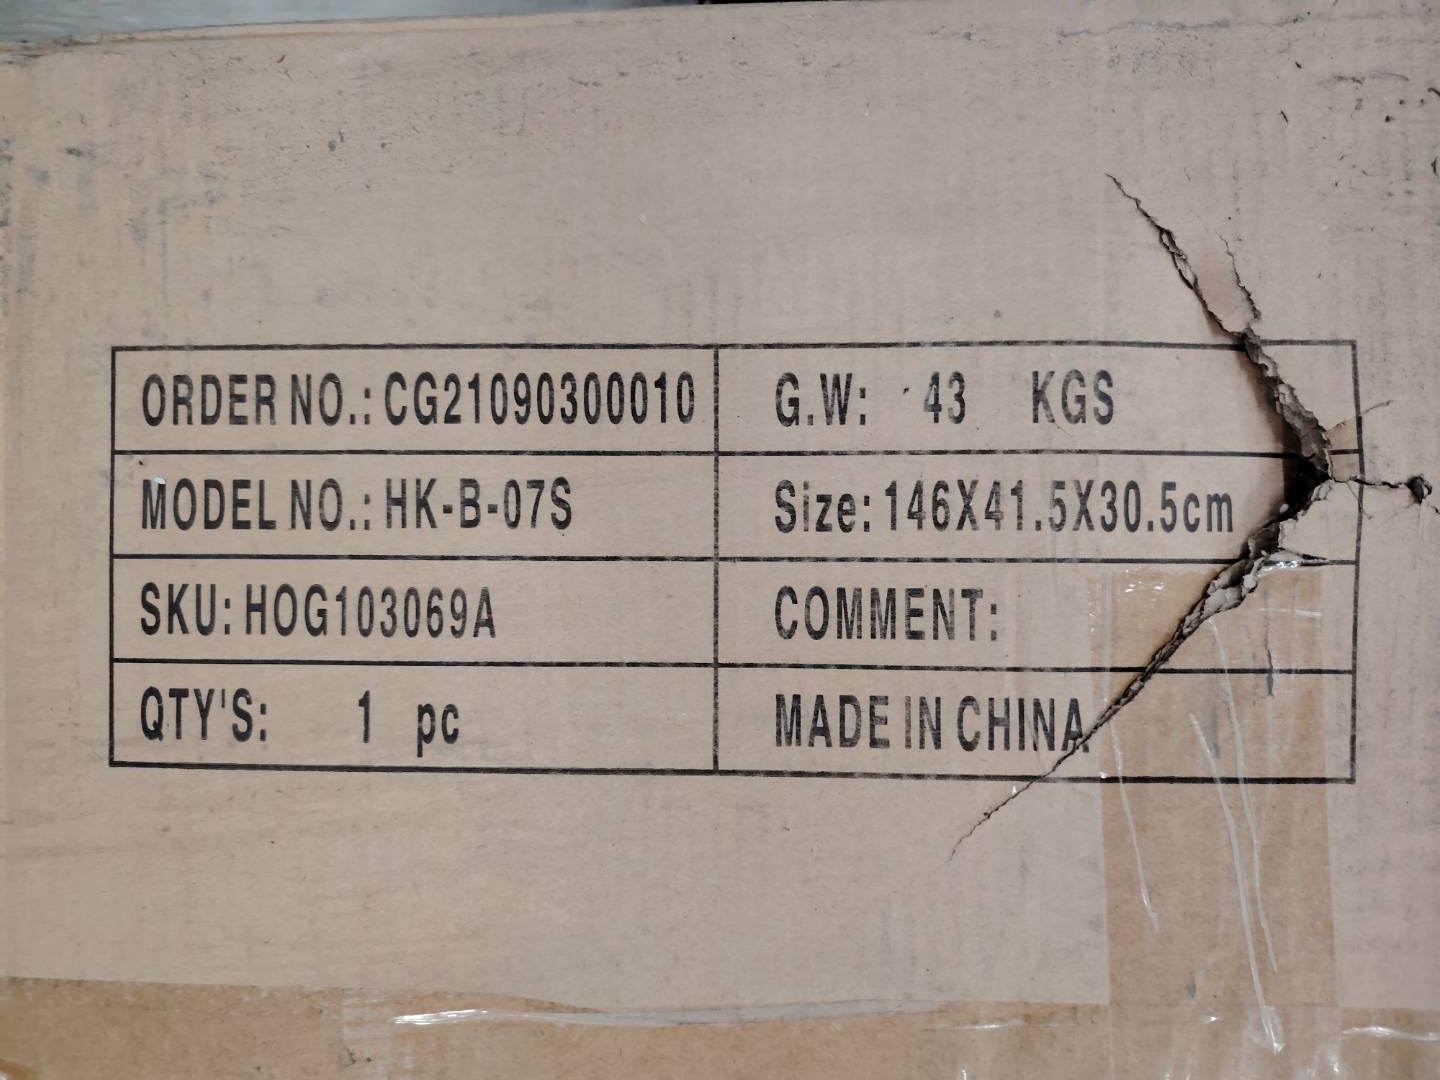 ORDER NO.: CG21090300010
G.W: 43 KGS
MODEL NO.: HK-B-07S
Size: 146X41.5X30.5cm
SKU: HOG103069A
COMMENT:
QTY'S: 1 pc
MADE IN CHINA